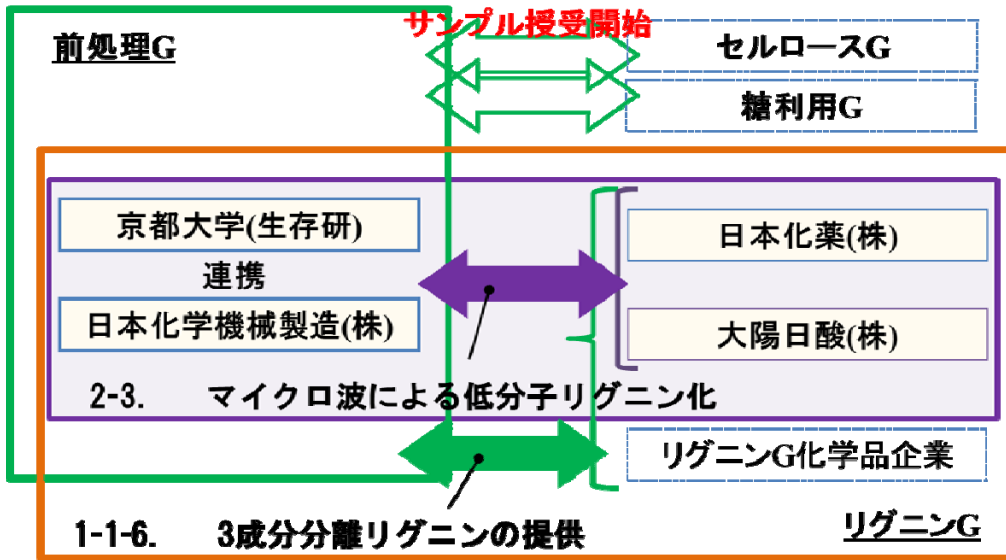 サンプル授受開始
前処理G
セルロースG
糖利用G
京都大学(生存研)
連携
日本化学機械製造(株)
日本化薬(株)
大陽日酸(株)
2-3. マイクロ波による低分子リグニン化
リグニンG化学品企業
1-1-6. 3成分分離リグニンの提供
リグニンG